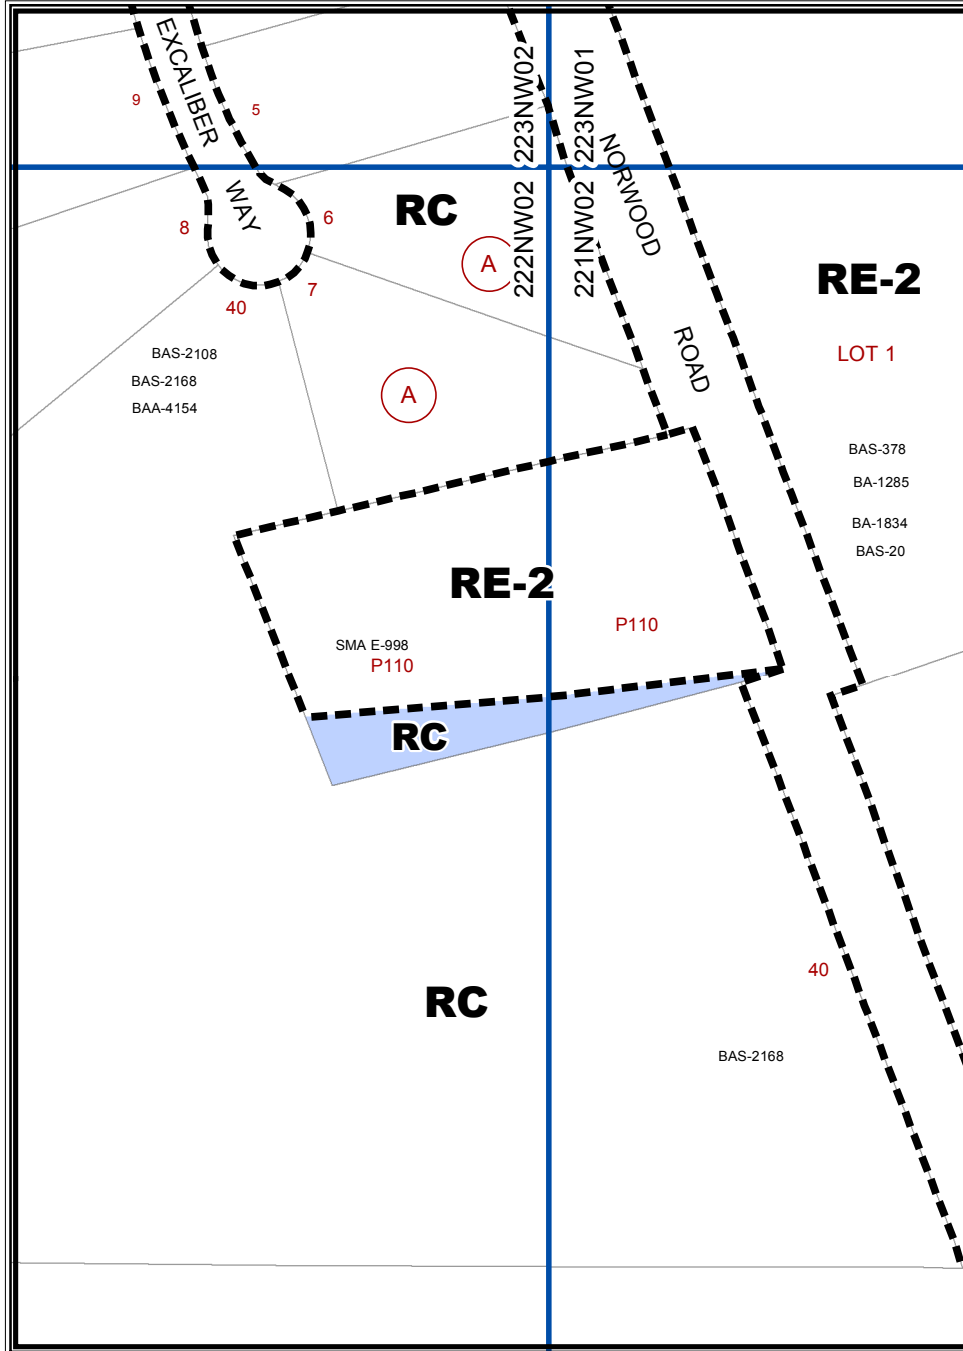 EXCALIBER
WAY
9
5
223NW02
223NW01
NORWOOD
ROAD
8
6
RC
222NW02
221NW02
A
7
40
RE-2
LOT 1
BAS-2108
BAS-2168
BAA-4154
A
BAS-378
BA-1285
BA-1834
BAS-20
RE-2
P110
SMA E-998
P110
RC
40
RC
BAS-2168